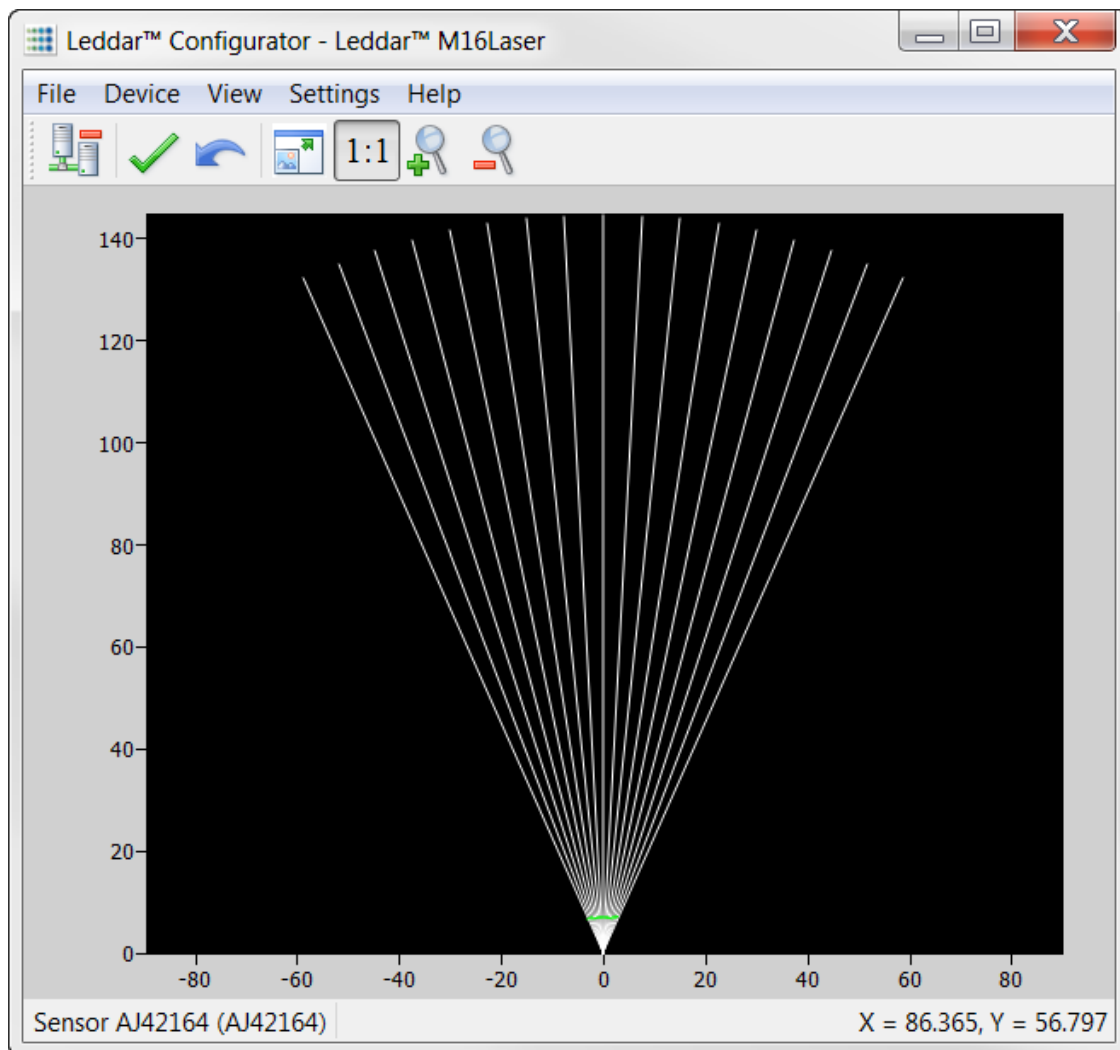 Leddar™ Configurator - Leddar™ M16Laser
File Device View Settings Help
1:1
140
120
100
80
60
40
20
0
-80 -60 -40 -20 0 20 40 60 80
Sensor AJ42164 (AJ42164) X = 86.365, Y = 56.797